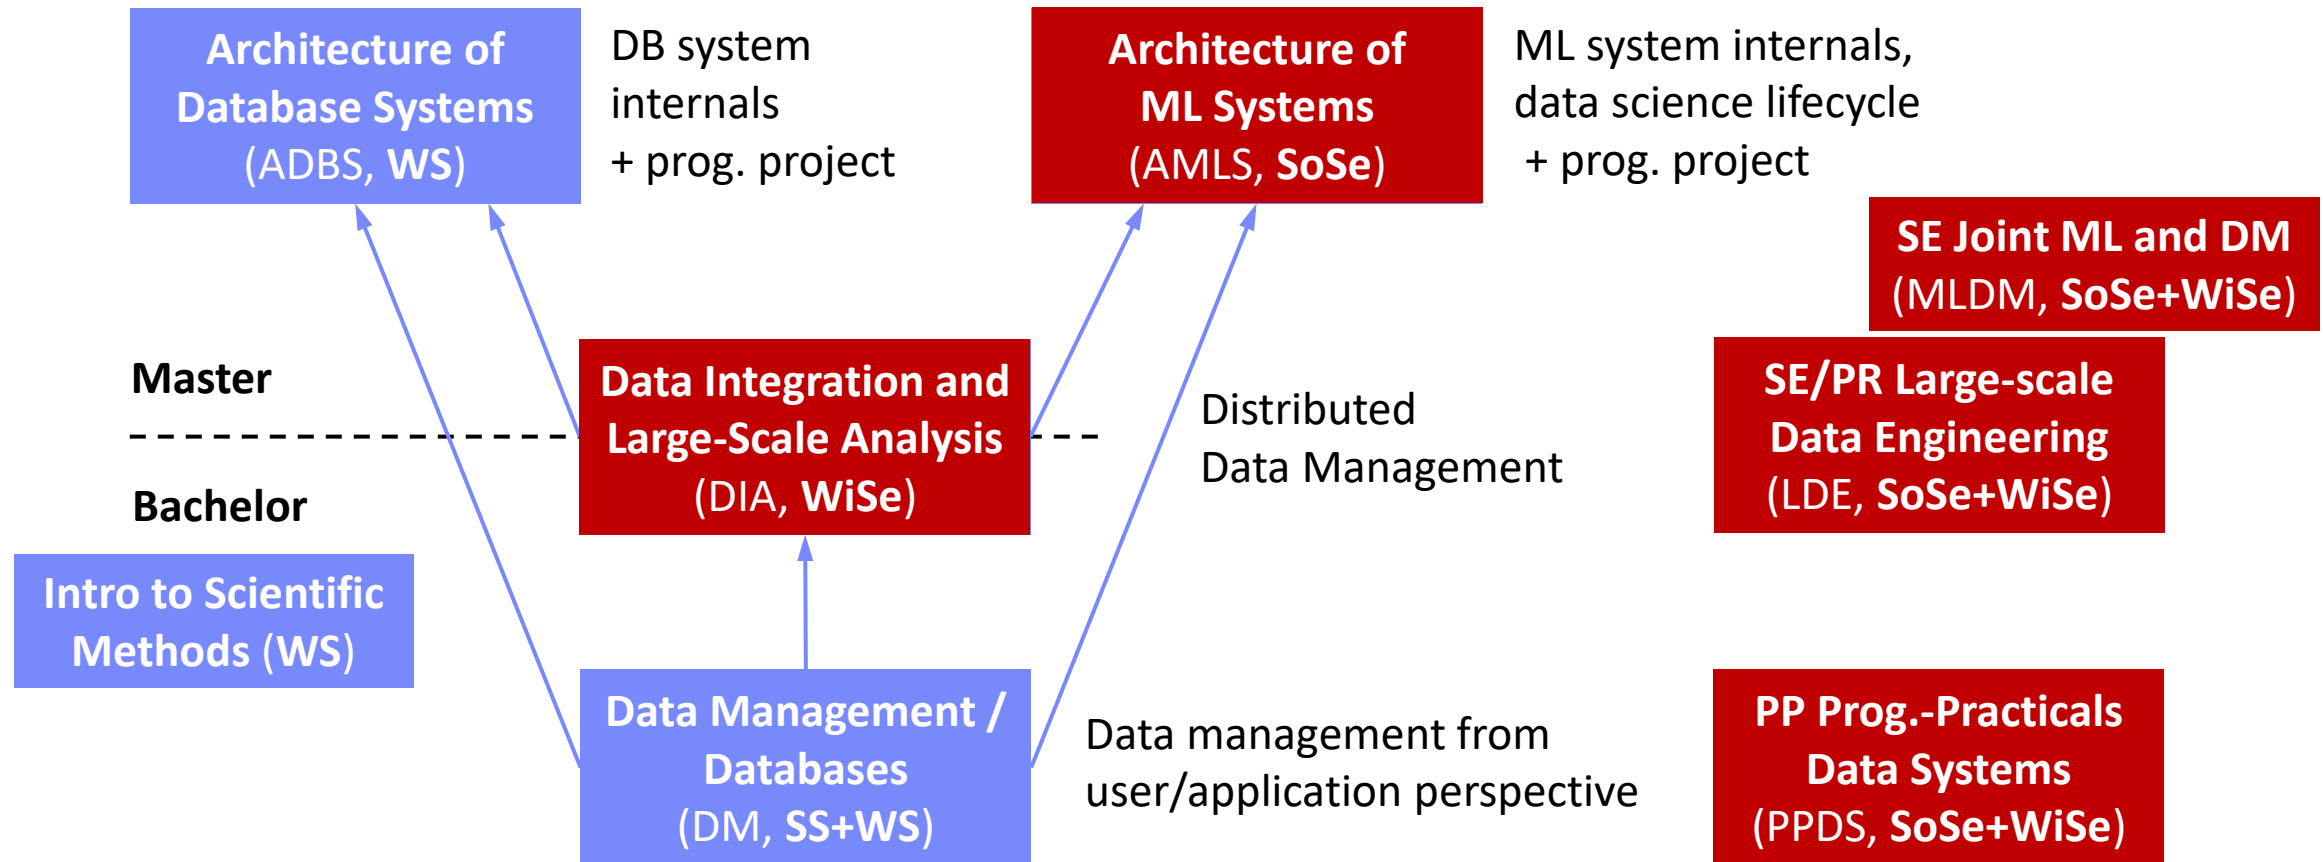 Architecture of
Database Systems
(ADBS, WS)
DB system
internals
+ prog. project
Architecture of
ML Systems
(AMLS, SoSe)
ML system internals,
data science lifecycle
+ prog. project
SE Joint ML and DM
(MLDM, SoSe+WiSe)
Master
Data Integration and
Large-Scale Analysis
(DIA, WiSe)
Distributed
Data Management
SE/PR Large-scale
Data Engineering
(LDE, SoSe+WiSe)
Bachelor
Intro to Scientific
Methods (WS)
Data Management /
Databases
(DM, SS+WS)
Data management from
user/application perspective
PP Prog.-Practicals
Data Systems
(PPDS, SoSe+WiSe)